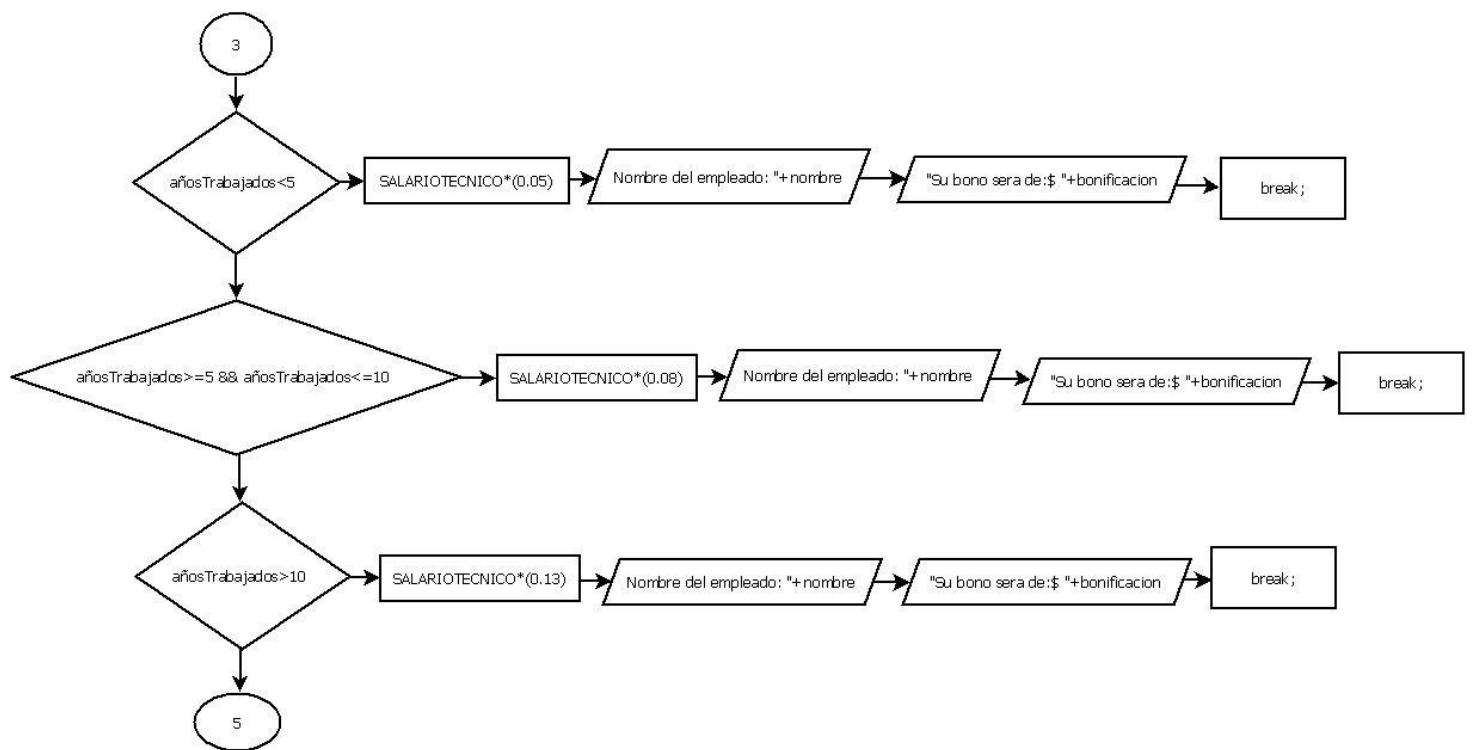 3
añosTrabajados<5
SALARIOTECNICO*(0.05)
Nombre del empleado: "+nombre
"Su bono sera de:$ "+bonificacion
break;
añosTrabajados>=5 && añosTrabajados<=10
SALARIOTECNICO*(0.08)
Nombre del empleado: "+nombre
"Su bono sera de:$ "+bonificacion
break;
añosTrabajados>10
SALARIOTECNICO*(0.13)
Nombre del empleado: "+nombre
"Su bono sera de:$ "+bonificacion
break;
5